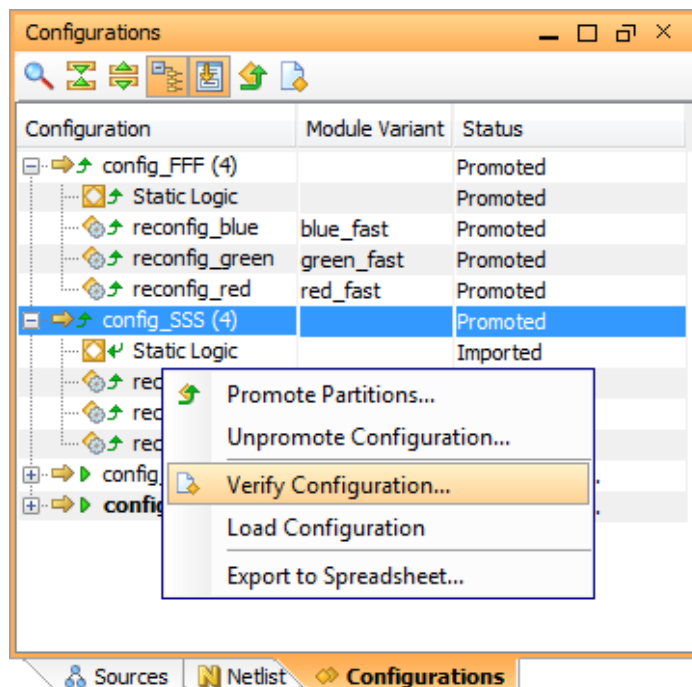 Configurations
Configuration Module Variant Status
config_FFF (4) Promoted
Static Logic Promoted
reconfig_blue blue_fast Promoted
reconfig_green green_fast Promoted
reconfig_red red_fast Promoted
config_SSS (4) Promoted
Static Logic Imported
Promote Partitions...
Unpromote Configuration...
Verify Configuration...
Load Configuration
Export to Spreadsheet...
Sources Netlist Configurations